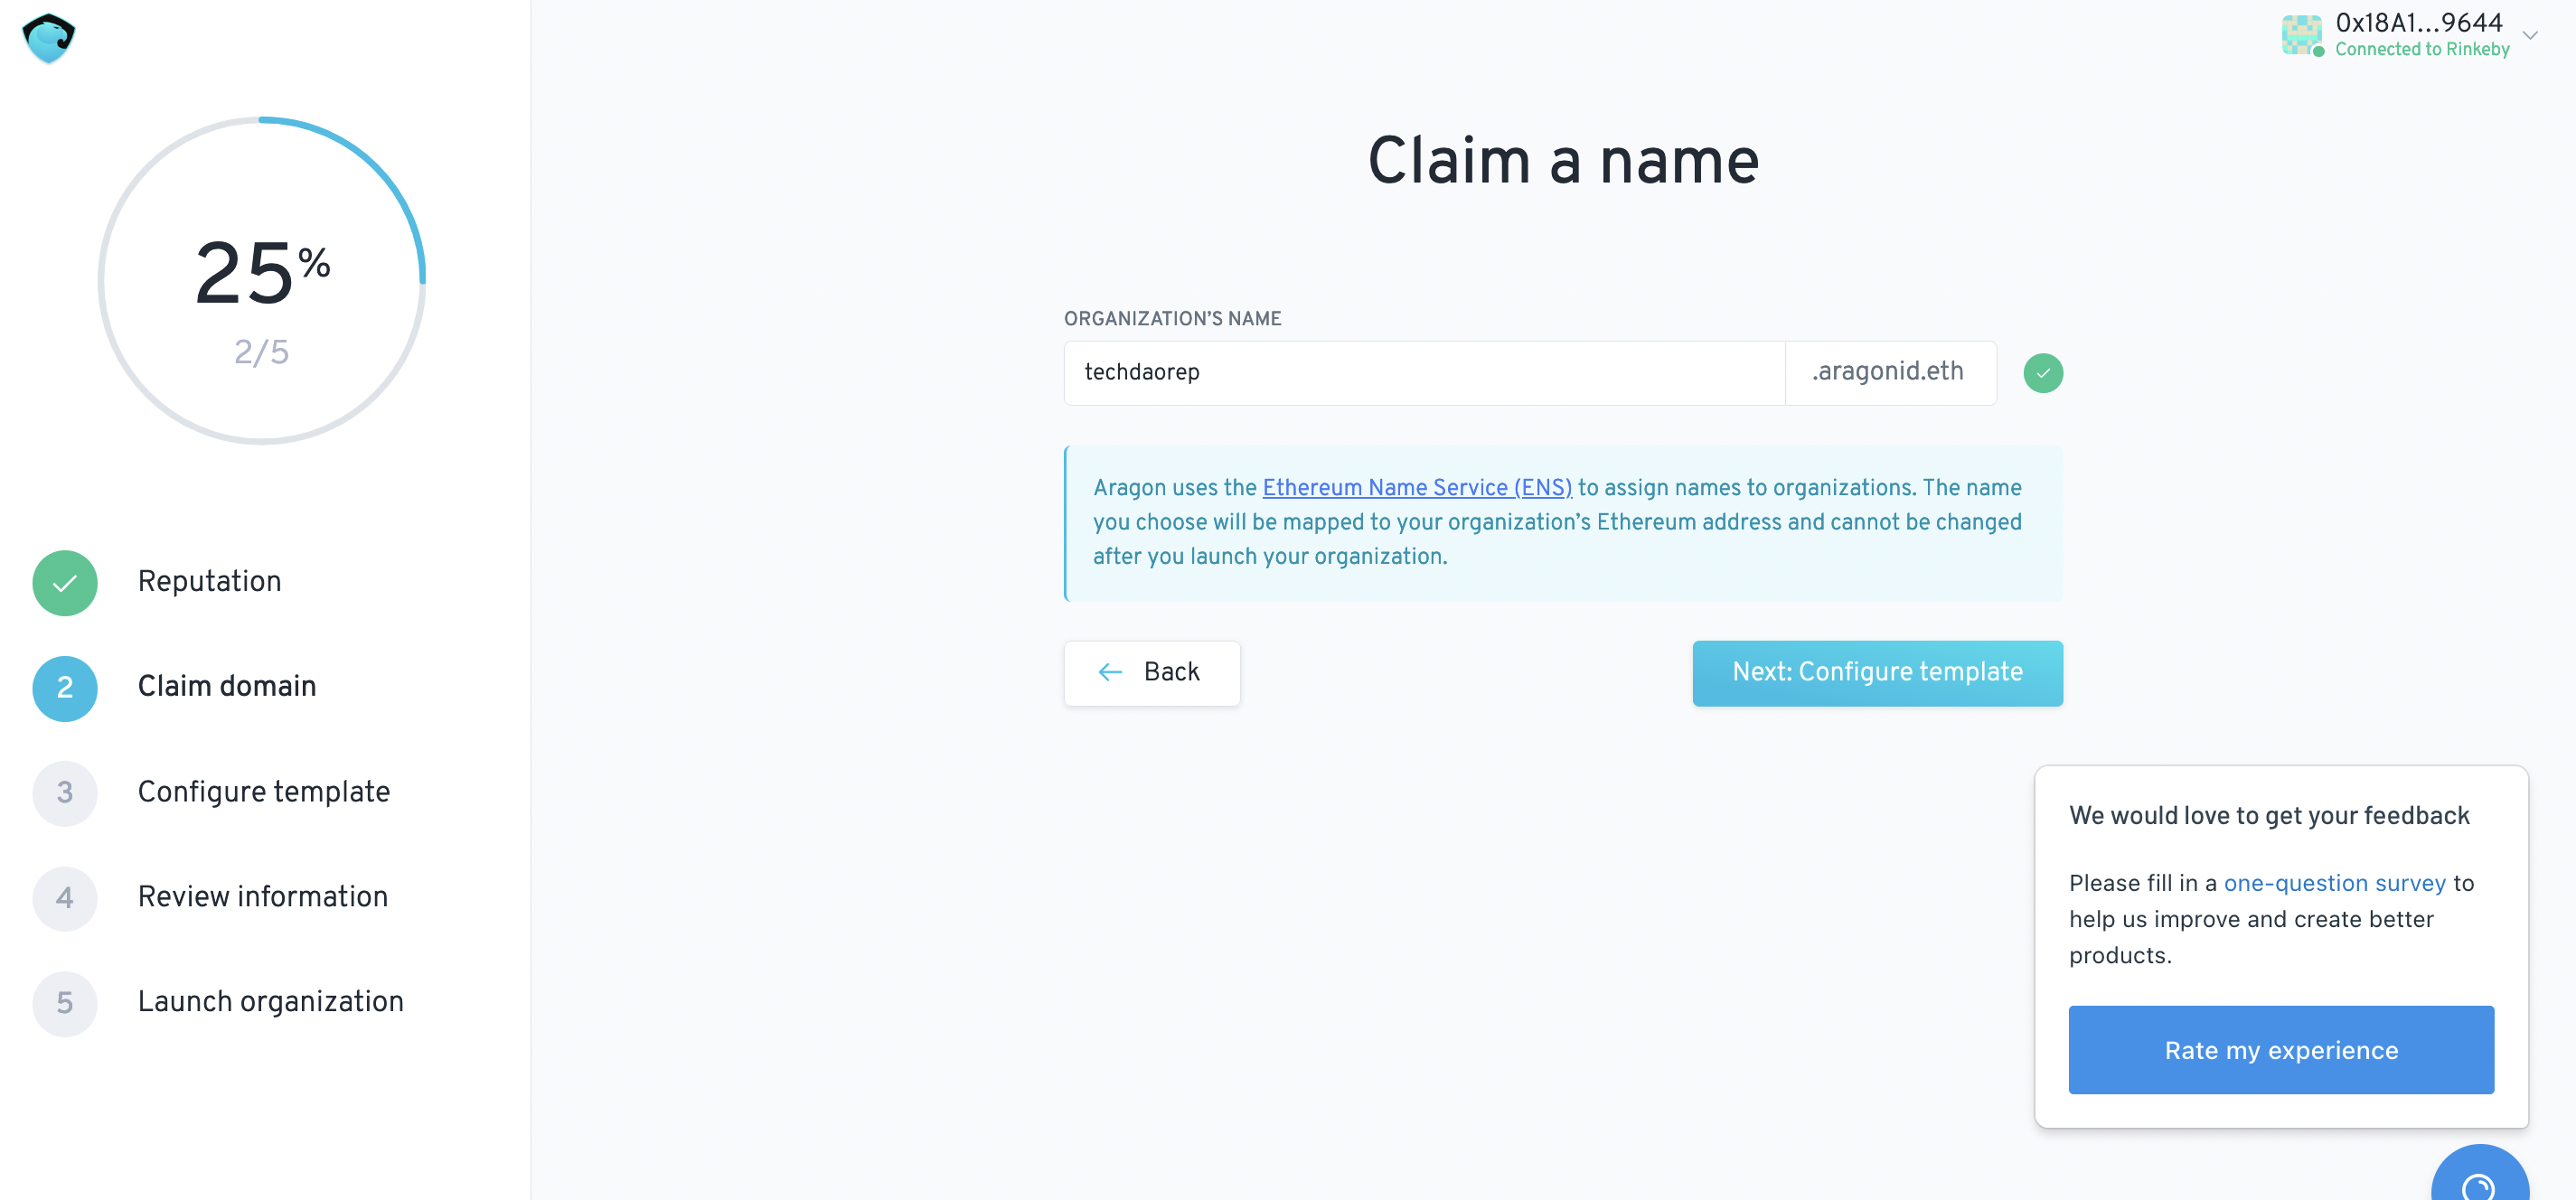 0x18A1...9644
Connected to Rinkeby
25%
2/5
Reputation
2 Claim domain
3 Configure template
4 Review information
5 Launch organization
Claim a name
ORGANIZATION’S NAME
techdaorep
.aragonid.eth
Aragon uses the Ethereum Name Service (ENS) to assign names to organizations. The name
you choose will be mapped to your organization’s Ethereum address and cannot be changed
after you launch your organization.
Back
Next: Configure template
We would love to get your feedback
Please fill in a one-question survey to
help us improve and create better
products.
Rate my experience